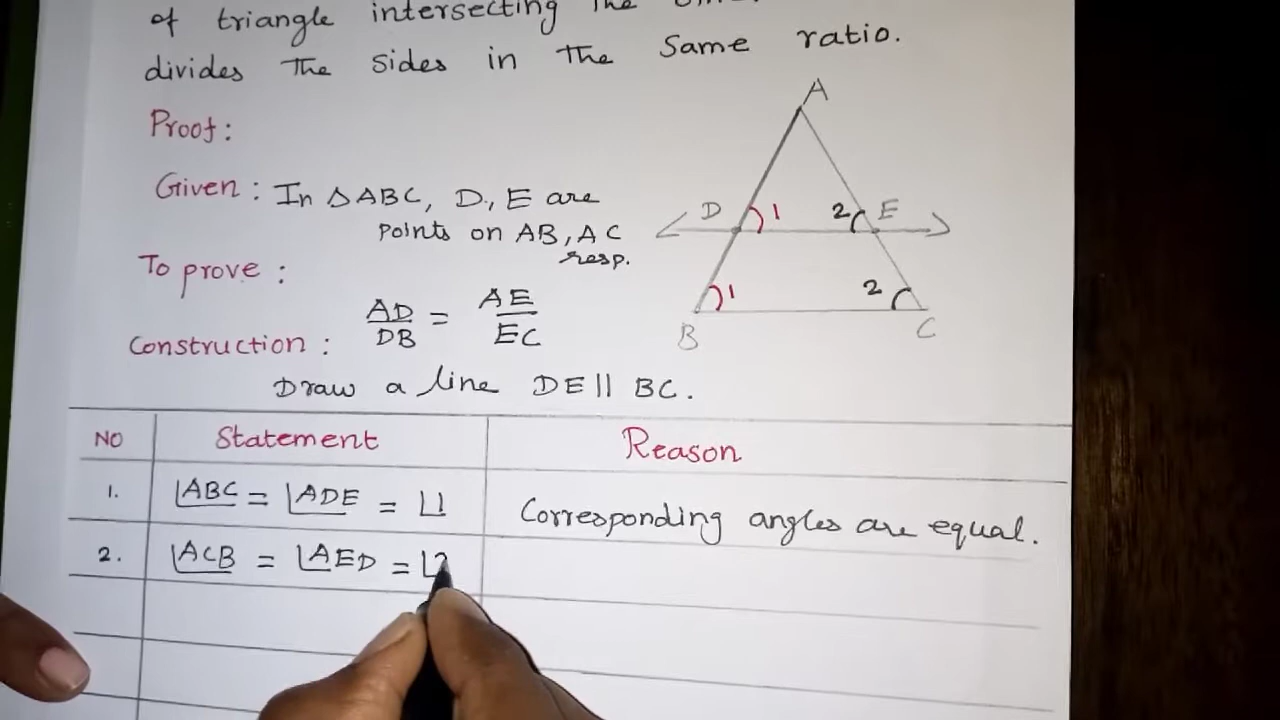 of triangle intersecting the
divides the sides in the same ratio.
Proof:
Given: In △ABC, D, E are
points on AB, AC
resp.
To prove:
AD/DB = AE/EC
Construction:
Draw a line DE || BC.
A
D 1 2 E
1 2
B C
NO Statement Reason
1. ∠ABC = ∠ADE = ∠1 Corresponding angles are equal.
2. ∠ACB = ∠AED = ∠2